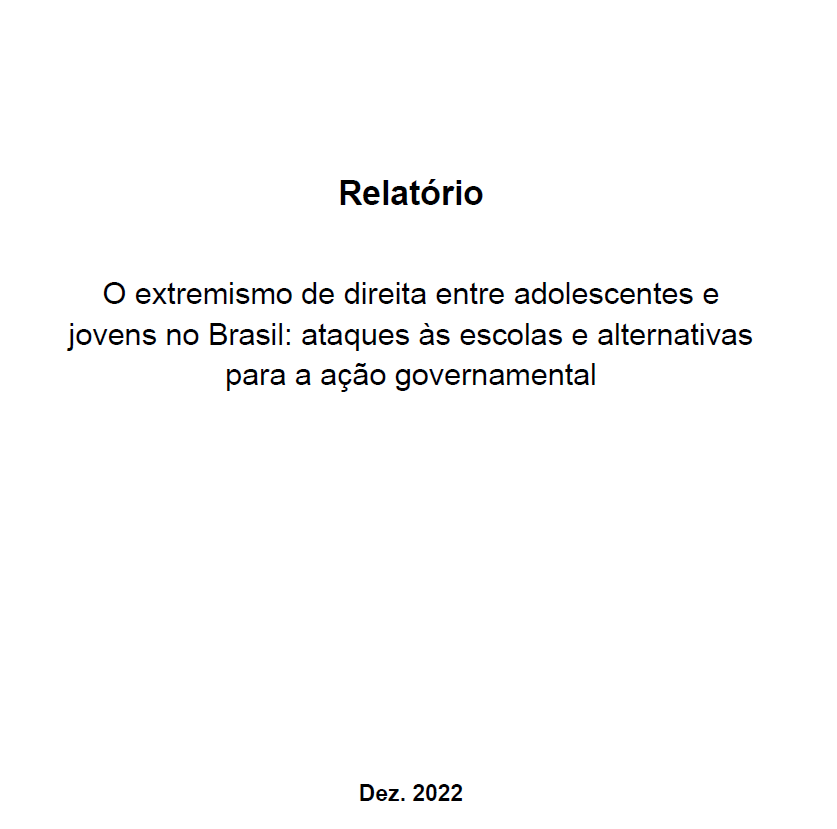 Relatório
O extremismo de direita entre adolescentes e
jovens no Brasil: ataques às escolas e alternativas
para a ação governamental
Dez. 2022